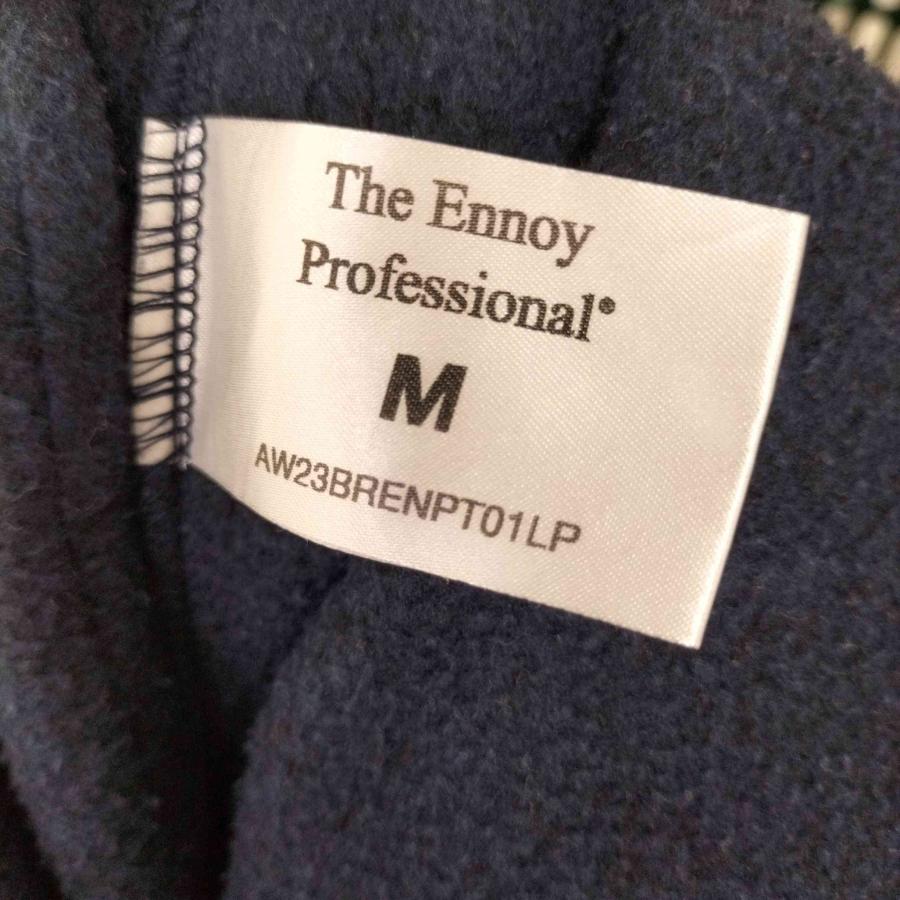 The Ennoy
Professional®
M
AW23BRENPT01LP